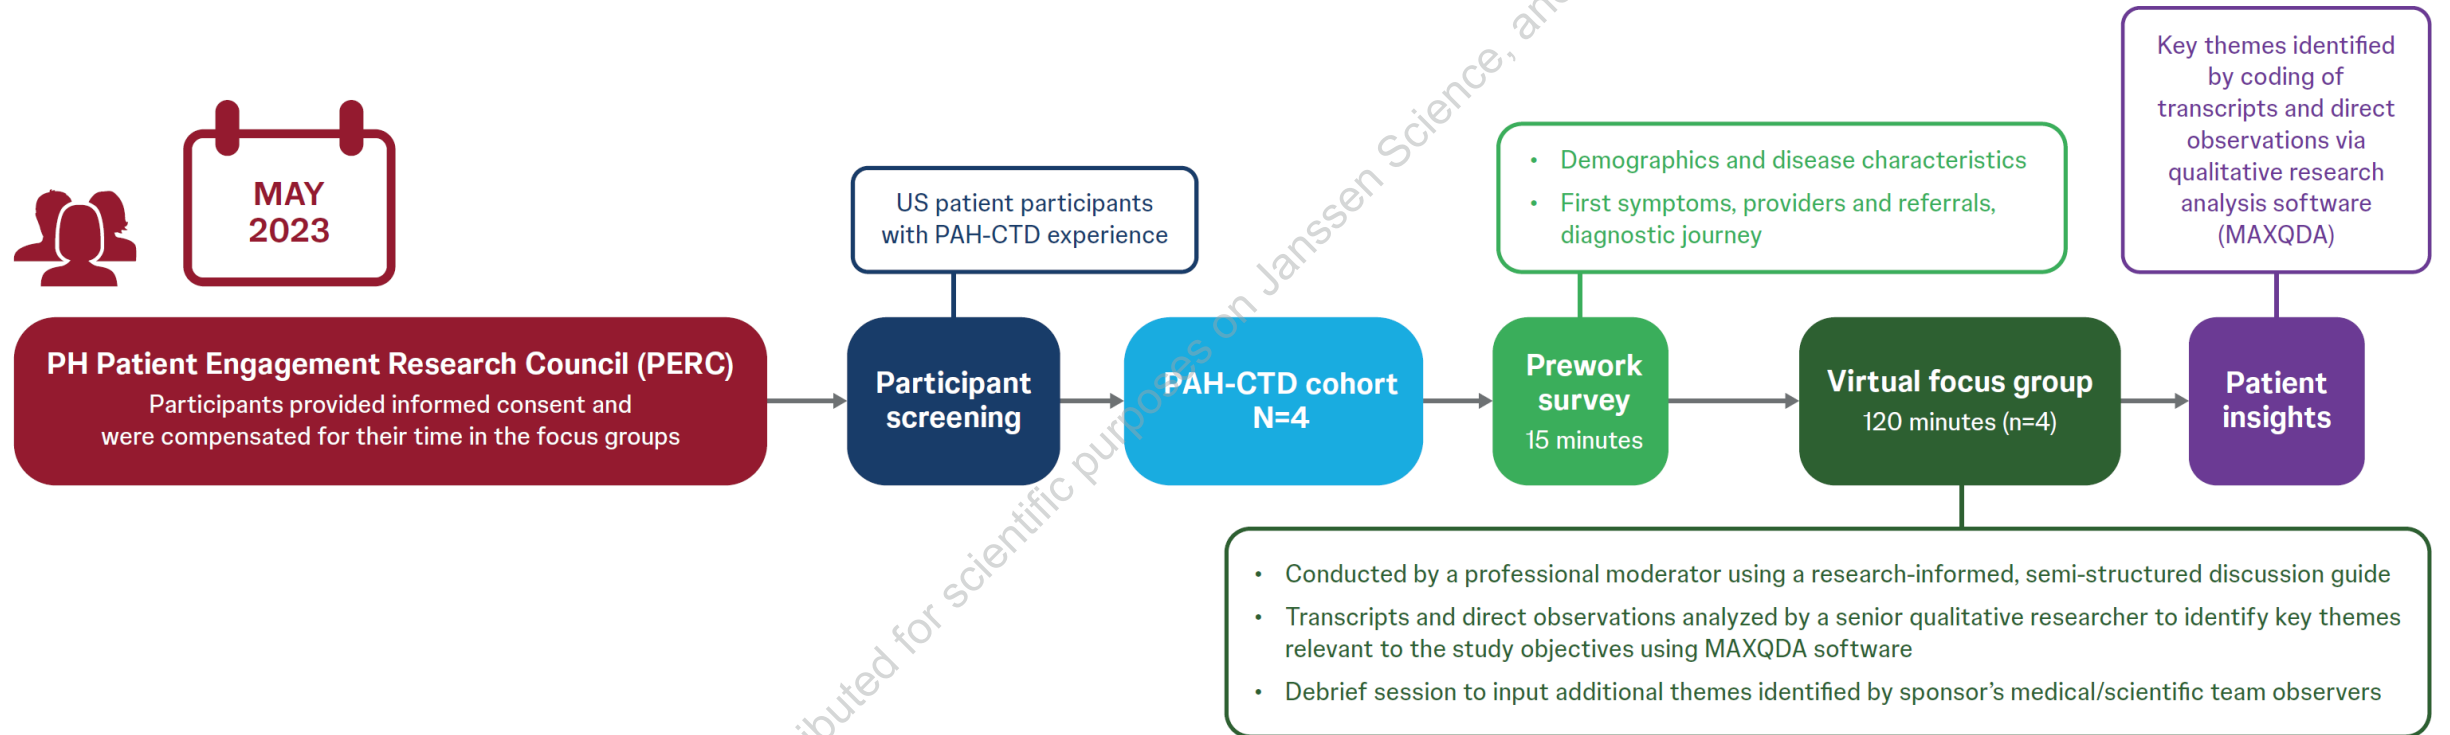 MAY
2023
PH Patient Engagement Research Council (PERC)
Participants provided informed consent and
were compensated for their time in the focus groups
US patient participants
with PAH-CTD experience
Participant
screening
PAH-CTD cohort
N=4
• Demographics and disease characteristics
• First symptoms, providers and referrals,
diagnostic journey
Prework
survey
15 minutes
Virtual focus group
120 minutes (n=4)
• Conducted by a professional moderator using a research-informed, semi-structured discussion guide
• Transcripts and direct observations analyzed by a senior qualitative researcher to identify key themes
relevant to the study objectives using MAXQDA software
• Debrief session to input additional themes identified by sponsor's medical/scientific team observers
Key themes identified
by coding of
transcripts and direct
observations via
qualitative research
analysis software
(MAXQDA)
Patient
insights
for scientific purposes on Janssen Science,